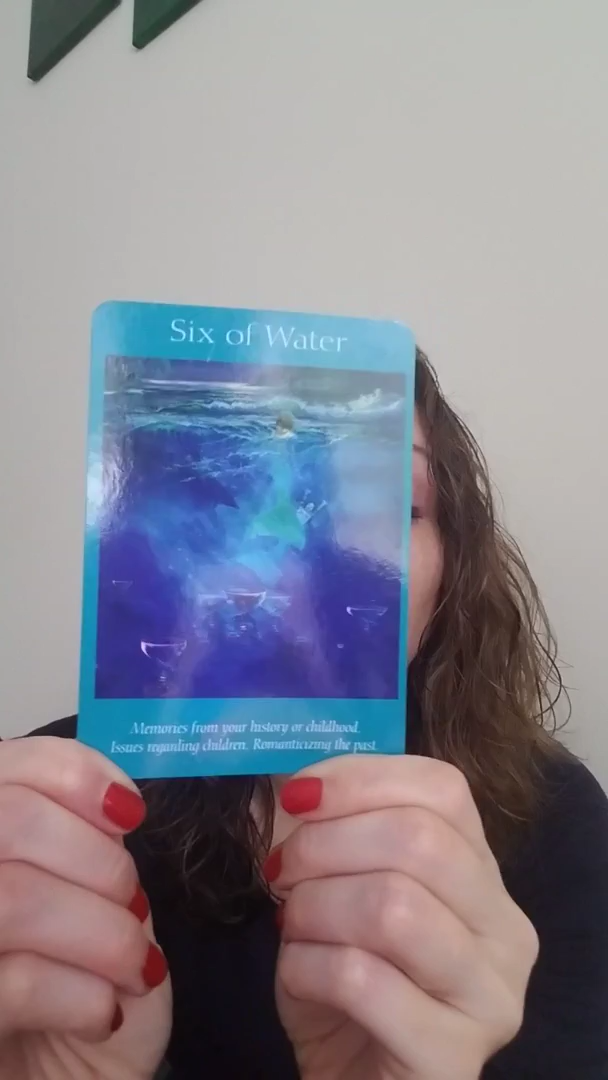 Six of Water
Memories from your history or childhood.
Issues regarding children. Romanticizing the past.